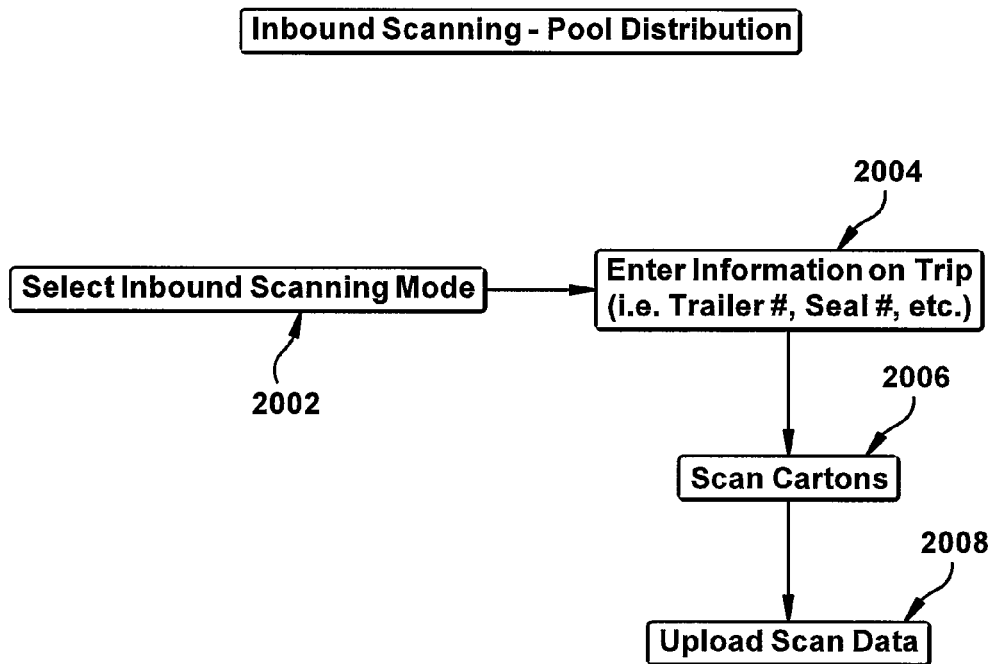 Inbound Scanning - Pool Distribution
2004
Select Inbound Scanning Mode
Enter Information on Trip
(i.e. Trailer #, Seal #, etc.)
2002
2006
Scan Cartons
2008
Upload Scan Data